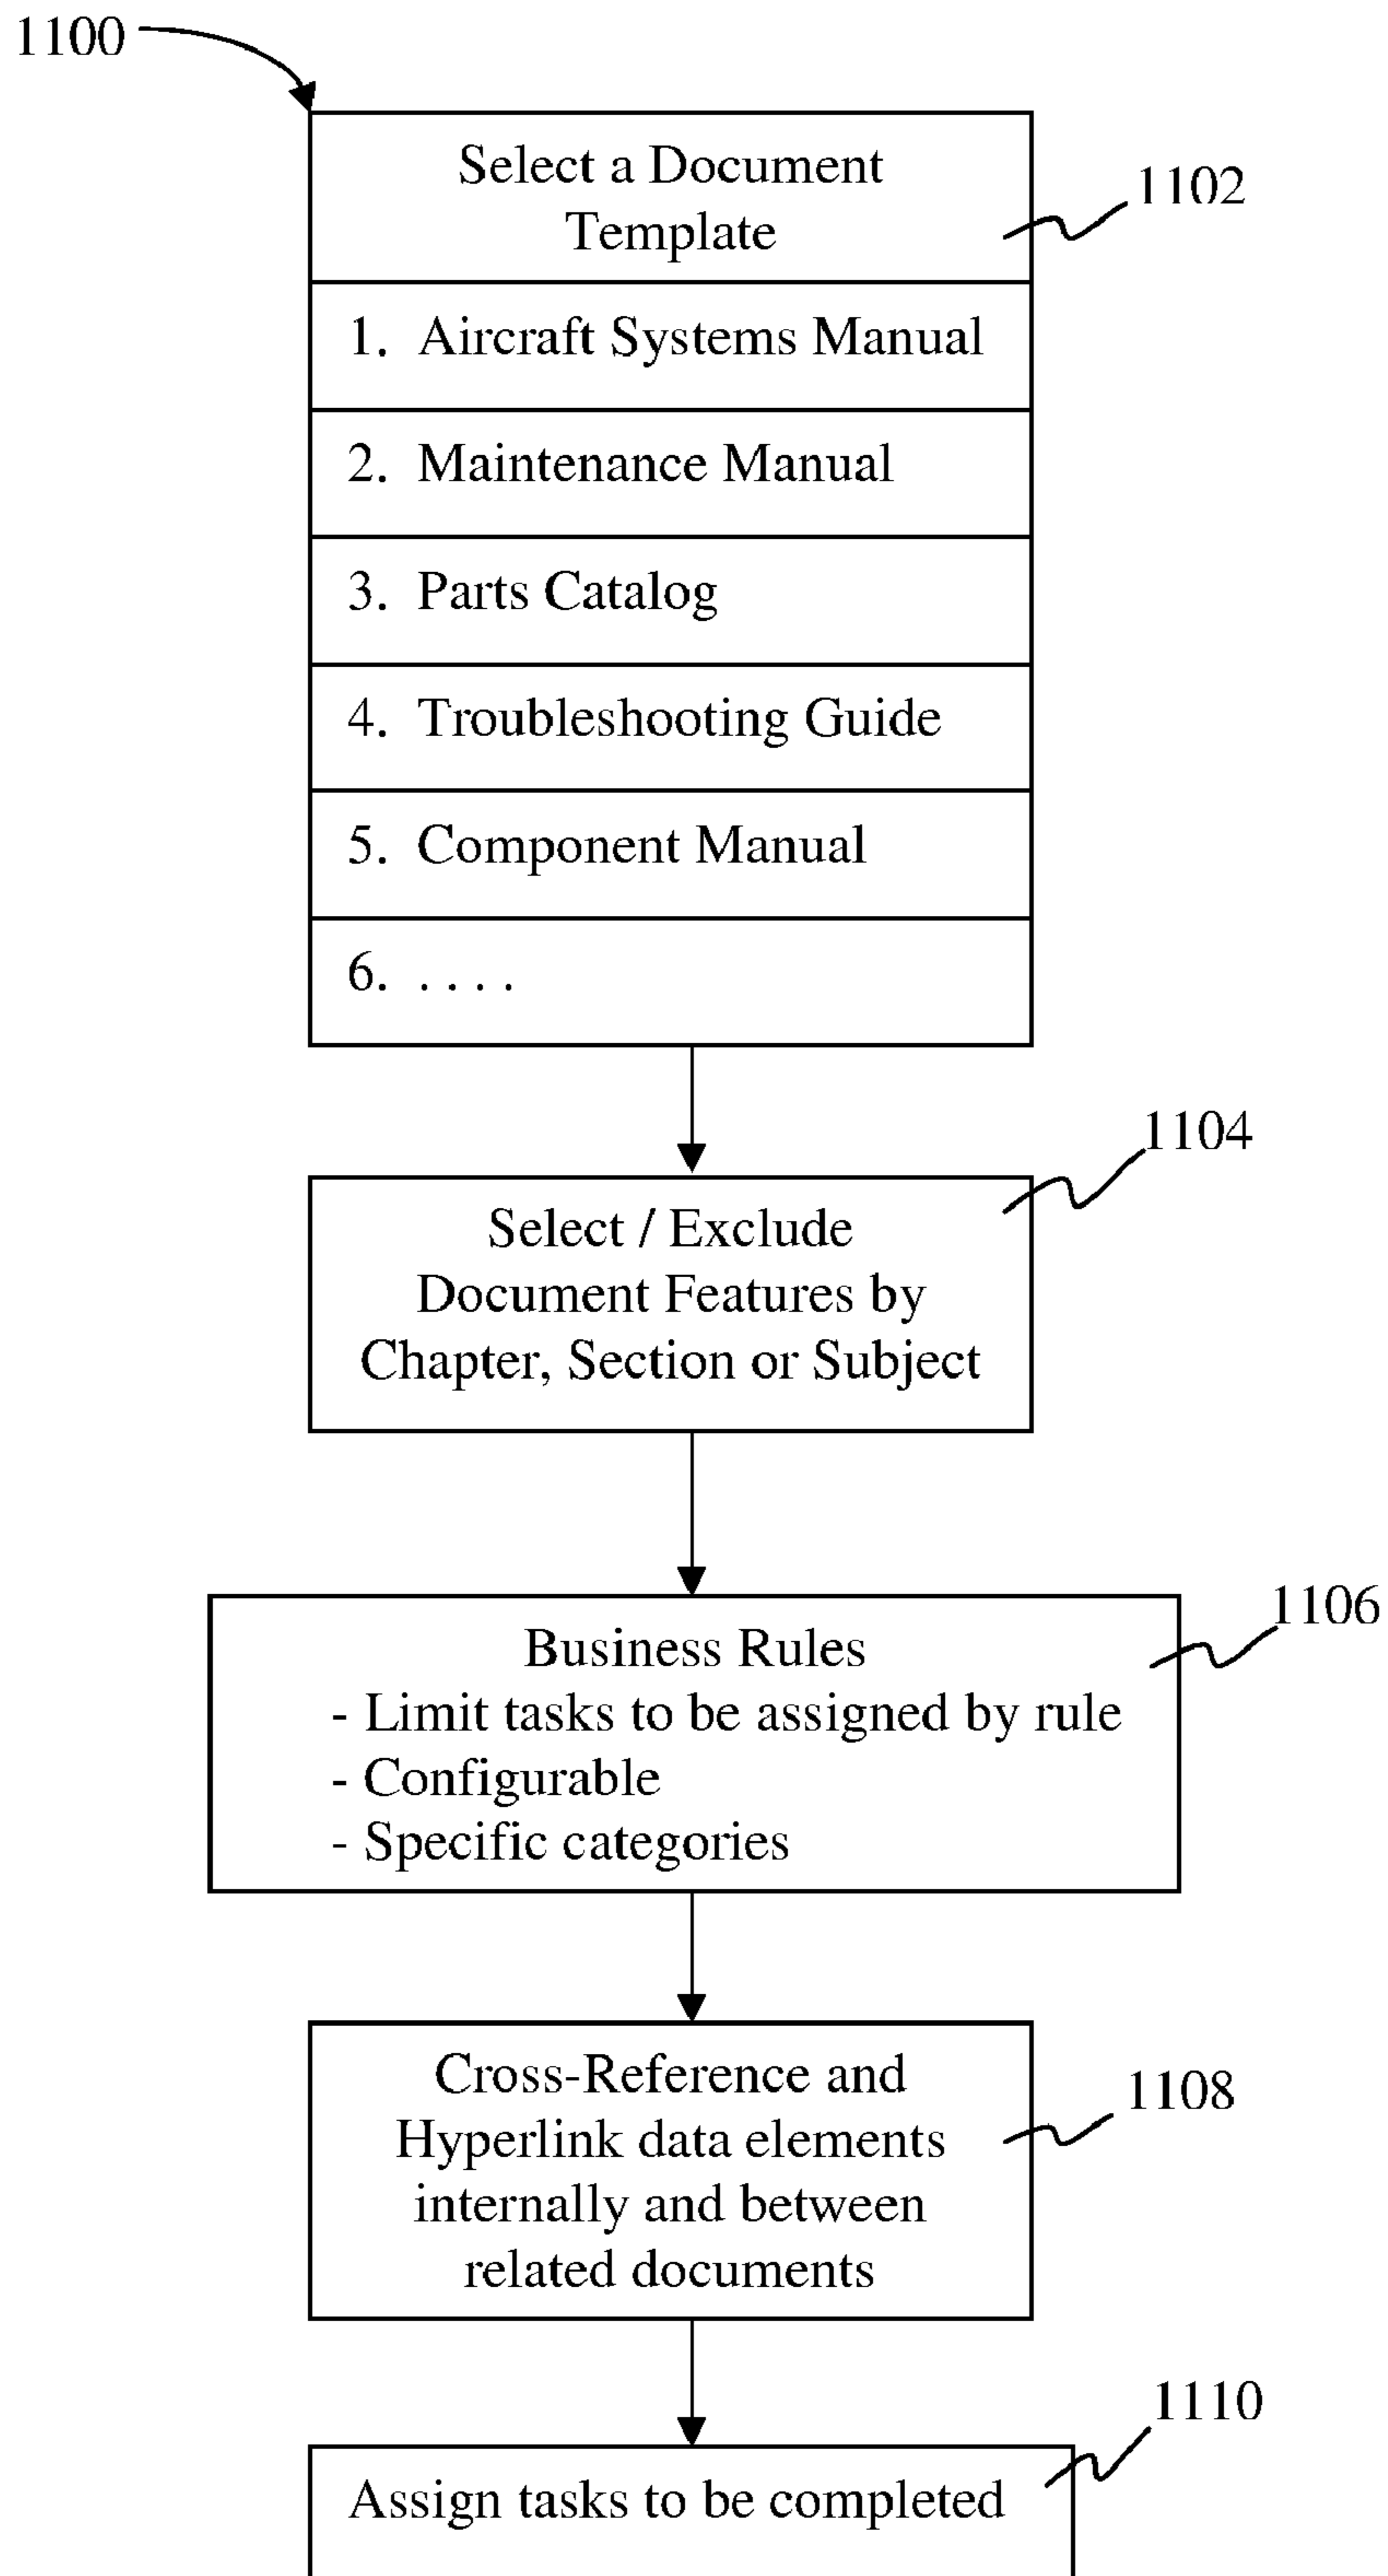 1100
Select a Document
Template
1102
1. Aircraft Systems Manual
2. Maintenance Manual
3. Parts Catalog
4. Troubleshooting Guide
5. Component Manual
6. . . . .
1104
Select / Exclude
Document Features by
Chapter, Section or Subject
1106
Business Rules
- Limit tasks to be assigned by rule
- Configurable
- Specific categories
Cross-Reference and
1108
Hyperlink data elements
internally and between
related documents
1110
Assign tasks to be completed